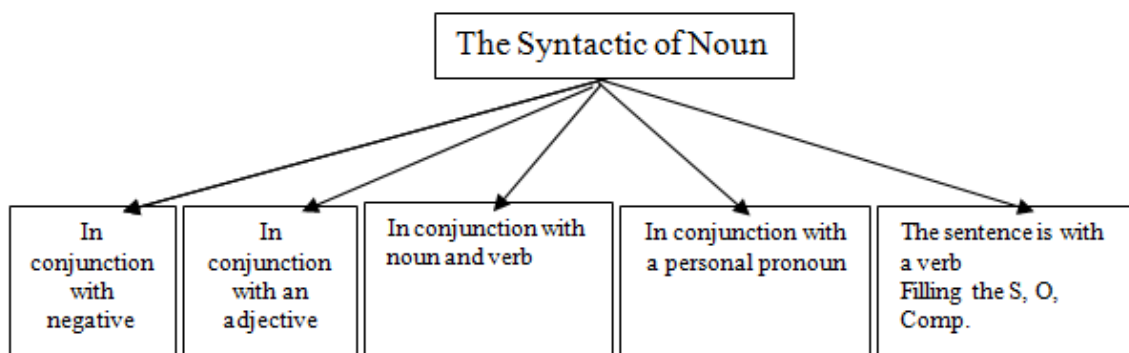 The Syntactic of Noun
In
conjunction
with
negative
In
conjunction
with an
adjective
In conjunction with
noun and verb
In conjunction with
a personal pronoun
The sentence is with
a verb
Filling the S, O,
Comp.